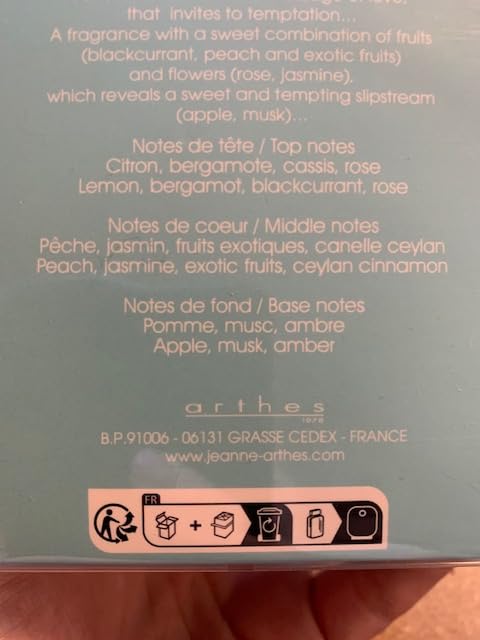 of love,
that invites to temptation...
A fragrance with a sweet combination of fruits
(blackcurrant, peach and exotic fruits)
and flowers (rose, jasmine),
which reveals a sweet and tempting slipstream
(apple, musk)...
Notes de tête / Top notes
Citron, bergamote, cassis, rose
Lemon, bergamot, blackcurrant, rose
Notes de coeur / Middle notes
Pêche, jasmin, fruits exotiques, canelle ceylan
Peach, jasmine, exotic fruits, ceylan cinnamon
Notes de fond / Base notes
Pomme, musc, ambre
Apple, musk, amber
arthes
1978
B.P.91006 - 06131 GRASSE CEDEX - FRANCE
www.jeanne-arthes.com
FR
+